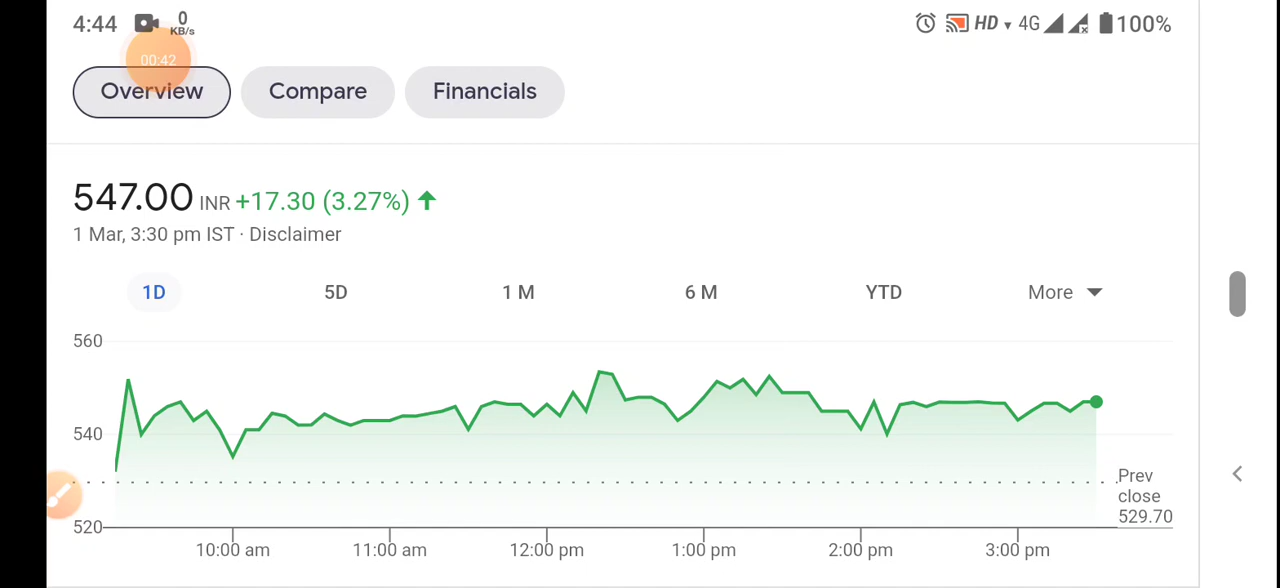 4:44 0 KB/s HD 4G 100%
00:42
Overview Compare Financials
547.00 INR +17.30 (3.27%)
1 Mar, 3:30 pm IST · Disclaimer
1D 5D 1 M 6 M YTD More
560
540
Prev
close
529.70
520
10:00 am 11:00 am 12:00 pm 1:00 pm 2:00 pm 3:00 pm